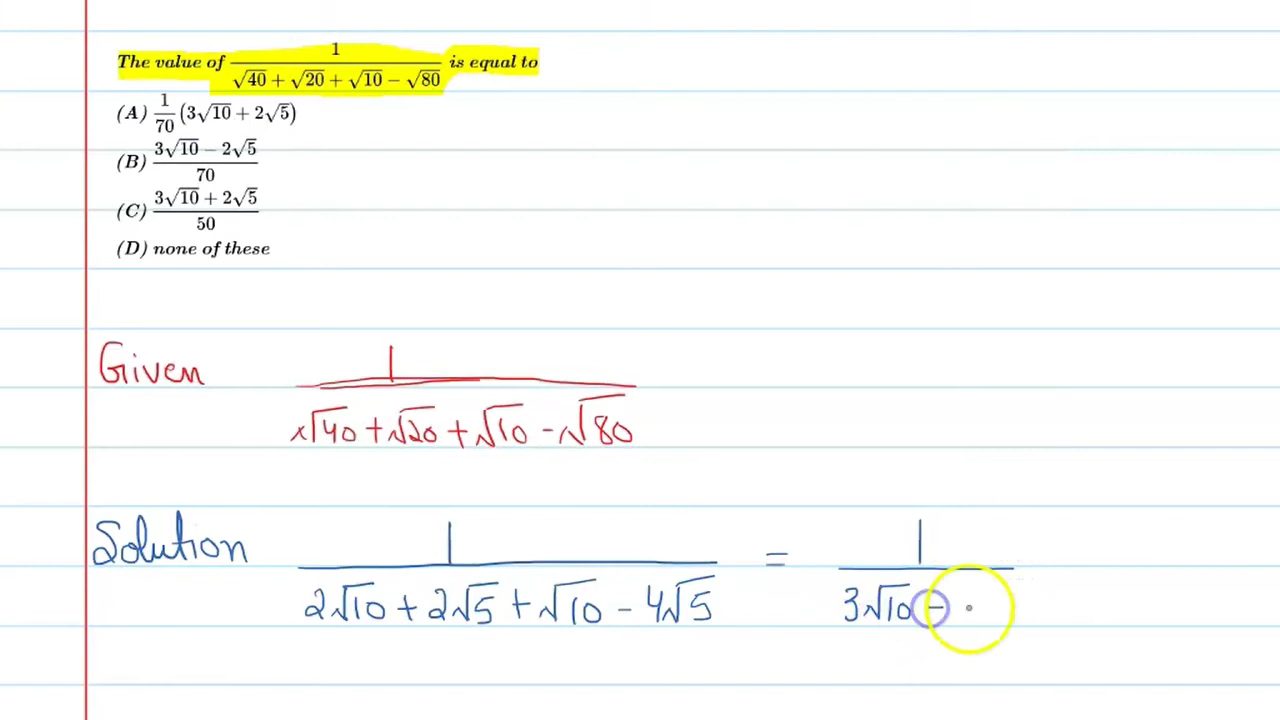 The value of 1/(√40 + √20 + √10 − √80) is equal to
(A) 1/70 (3√10 + 2√5)
(B) (3√10 − 2√5)/70
(C) (3√10 + 2√5)/50
(D) none of these
Given 1/(√40 + √20 + √10 − √80)
Solution 1/(2√10 + 2√5 + √10 − 4√5) = 1/(3√10 −